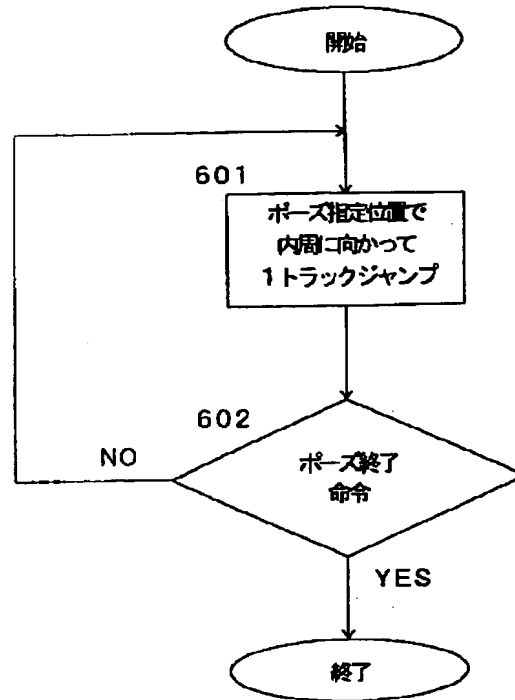 開始
601
ポーズ指定位置で
内周に向かって
1トラックジャンプ
602
NO
ポーズ終了
命令
YES
終了